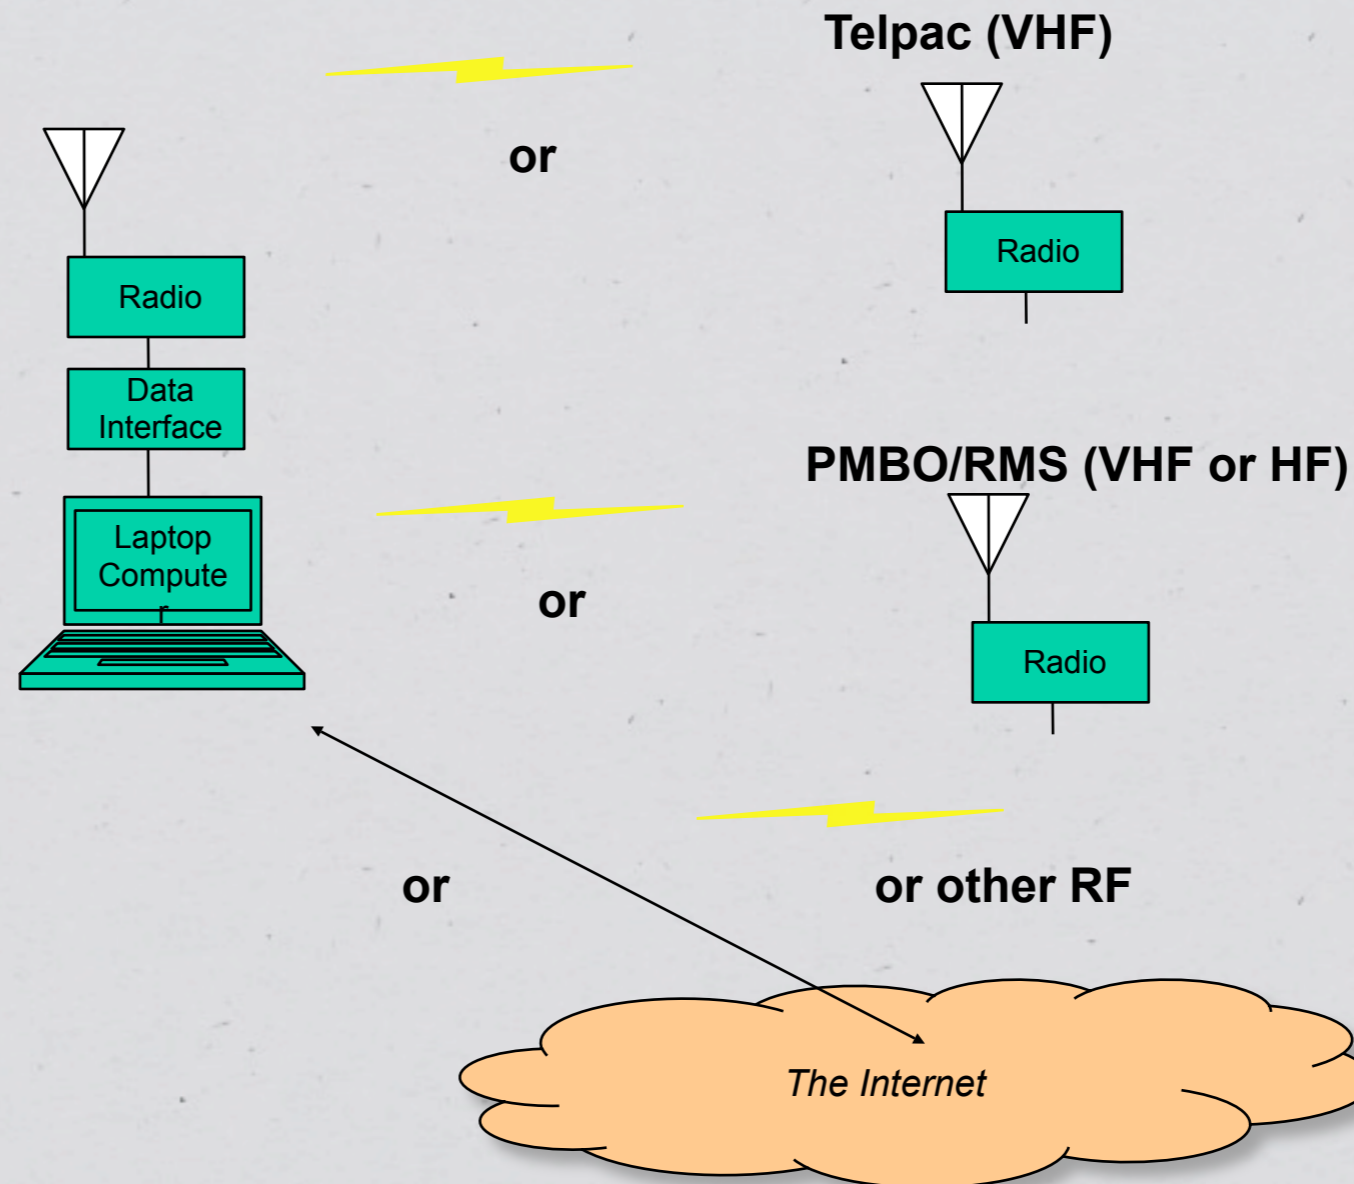 Telpac (VHF)
or
Radio
Radio
Data
Interface
PMBO/RMS (VHF or HF)
Laptop
Compute
r
or
Radio
or
or other RF
The Internet